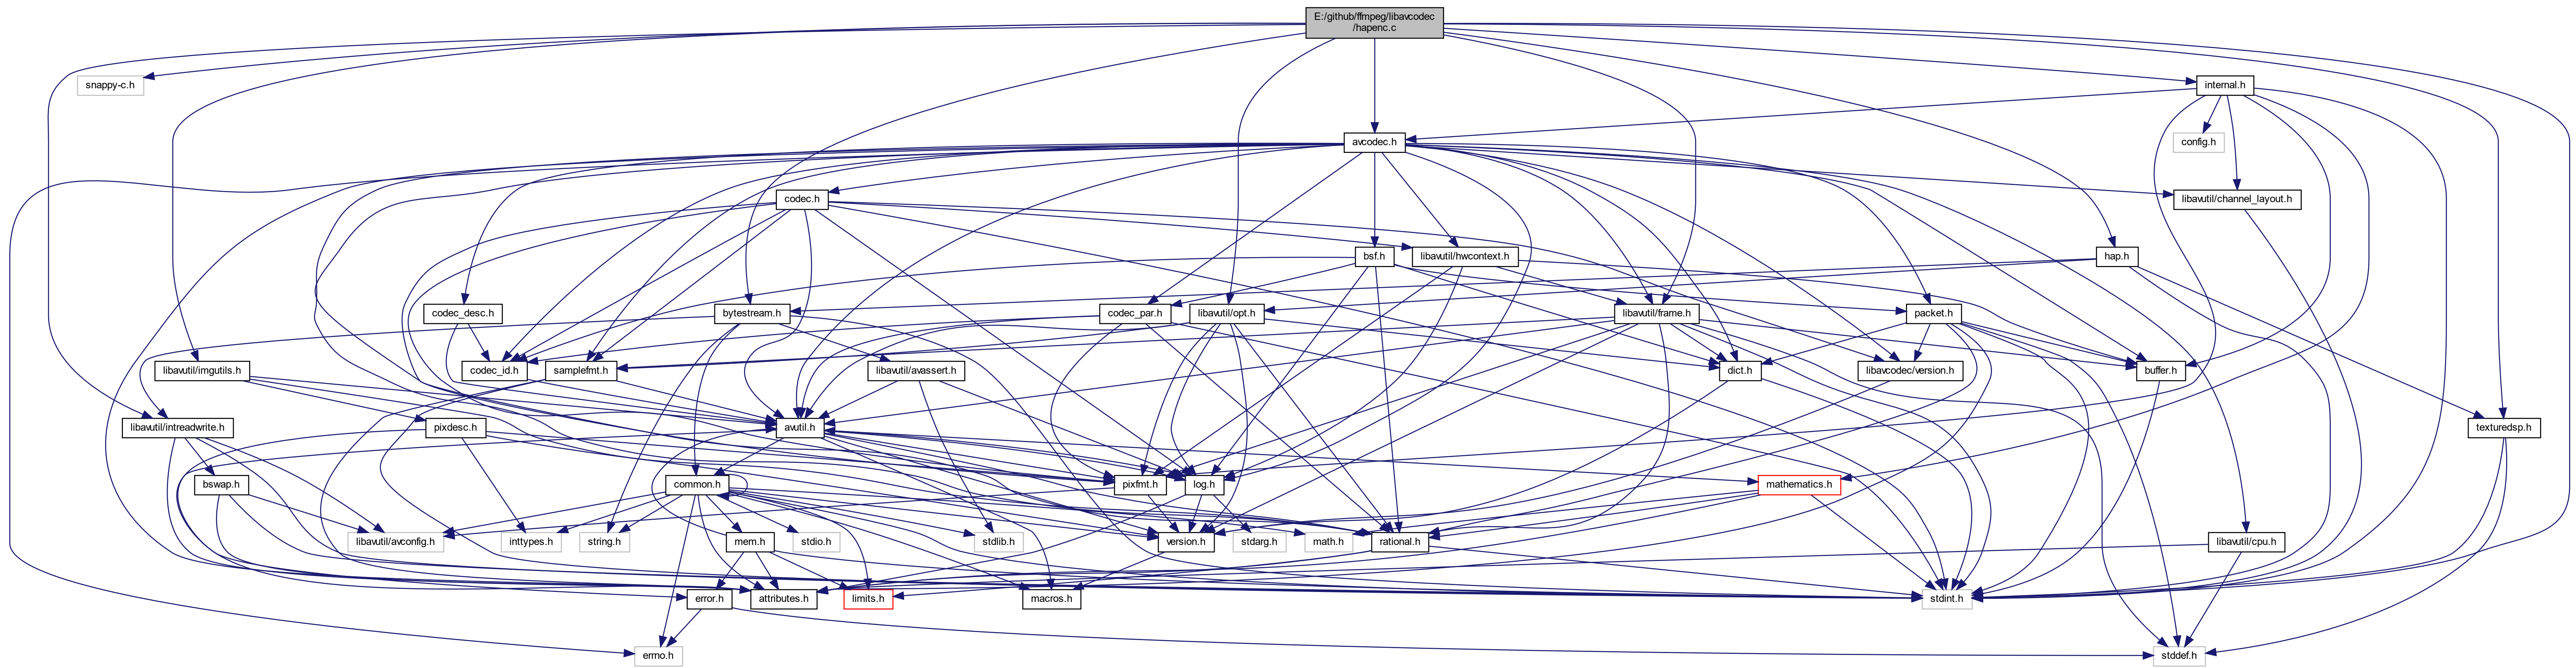 E:/github/ffmpeg/libavcodec
/hapenc.c
snappy-c.h
internal.h
avcodec.h
config.h
codec.h
libavutil/channel_layout.h
bsf.h
libavutil/hwcontext.h
hap.h
codec_desc.h
bytestream.h
codec_par.h
libavutil/opt.h
libavutil/frame.h
packet.h
libavutil/imgutils.h
codec_id.h
samplefmt.h
libavutil/avassert.h
dict.h
libavcodec/version.h
buffer.h
libavutil/intreadwrite.h
pixdesc.h
avutil.h
texturedsp.h
bswap.h
common.h
pixfmt.h
log.h
mathematics.h
libavutil/avconfig.h
inttypes.h
string.h
mem.h
stdio.h
stdlib.h
version.h
stdarg.h
math.h
rational.h
libavutil/cpu.h
error.h
attributes.h
limits.h
macros.h
stdint.h
errno.h
stddef.h